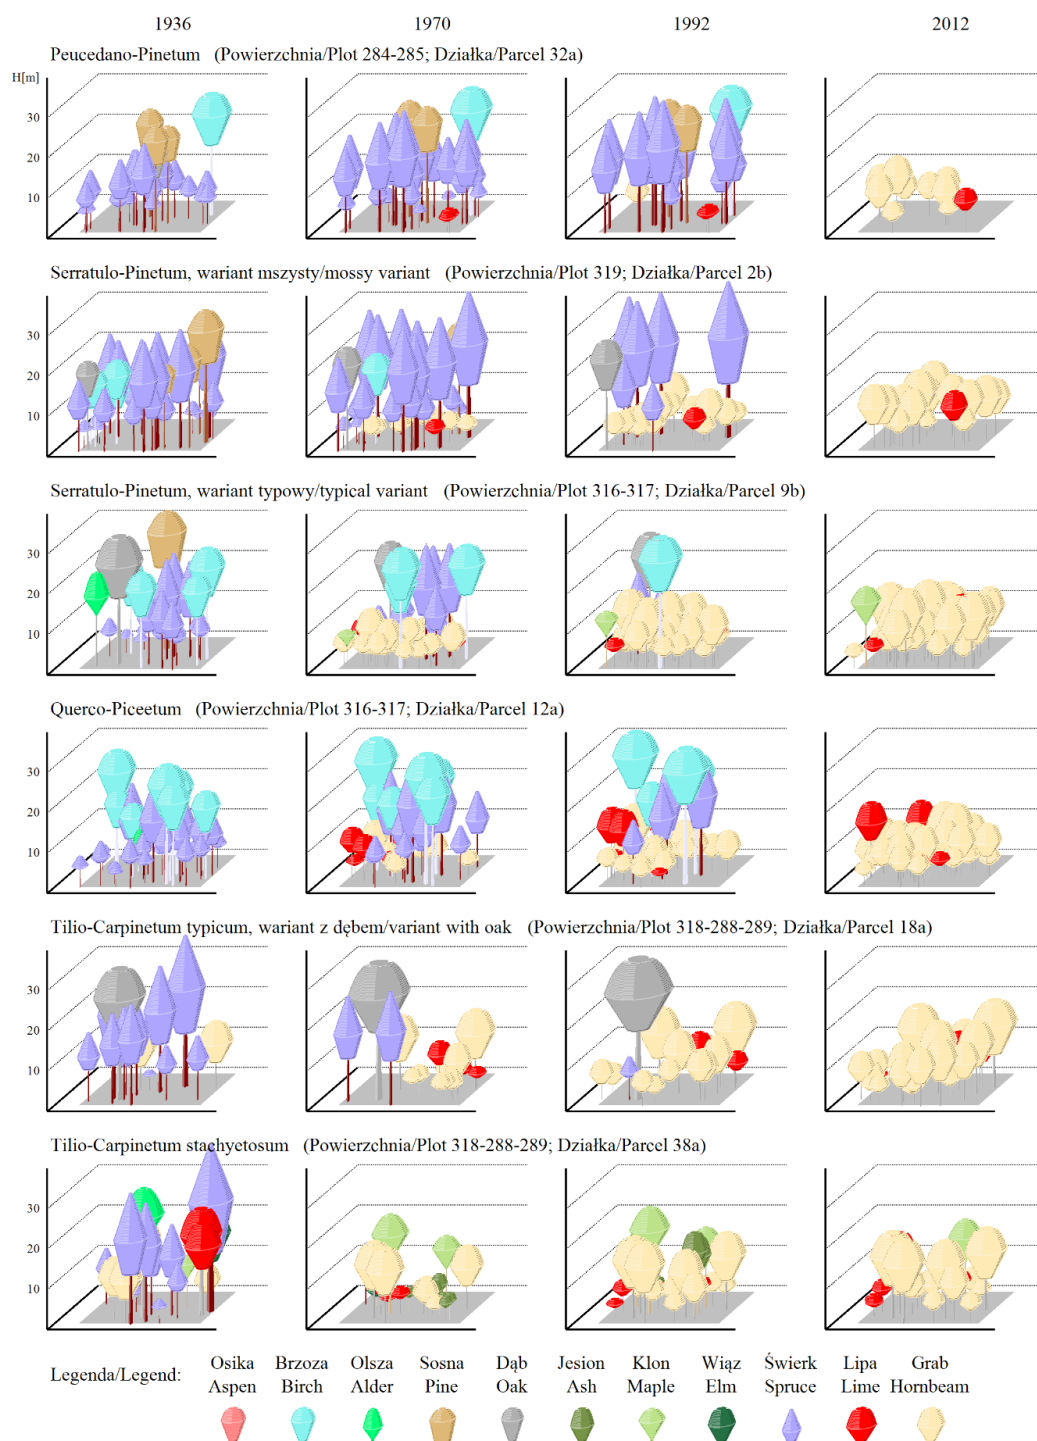 1936 1970 1992 2012
Peucedano-Pinetum (Powierzchnia/Plot 284-285; Działka/Parcel 32a)
H[m]
30
20
10
Serratulo-Pinetum, wariant mszysty/mossy variant (Powierzchnia/Plot 319; Działka/Parcel 2b)
30
20
10
Serratulo-Pinetum, wariant typowy/typical variant (Powierzchnia/Plot 316-317; Działka/Parcel 9b)
30
20
10
Querco-Piceetum (Powierzchnia/Plot 316-317; Działka/Parcel 12a)
30
20
10
Tilio-Carpinetum typicum, wariant z dębem/variant with oak (Powierzchnia/Plot 318-288-289; Działka/Parcel 18a)
30
20
10
Tilio-Carpinetum stachyetosum (Powierzchnia/Plot 318-288-289; Działka/Parcel 38a)
30
20
10
Legenda/Legend:
Osika Brzoza Olsza Sosna Dąb Jesion Klon Wiąz Świerk Lipa Grab
Aspen Birch Alder Pine Oak Ash Maple Elm Spruce Lime Hornbeam